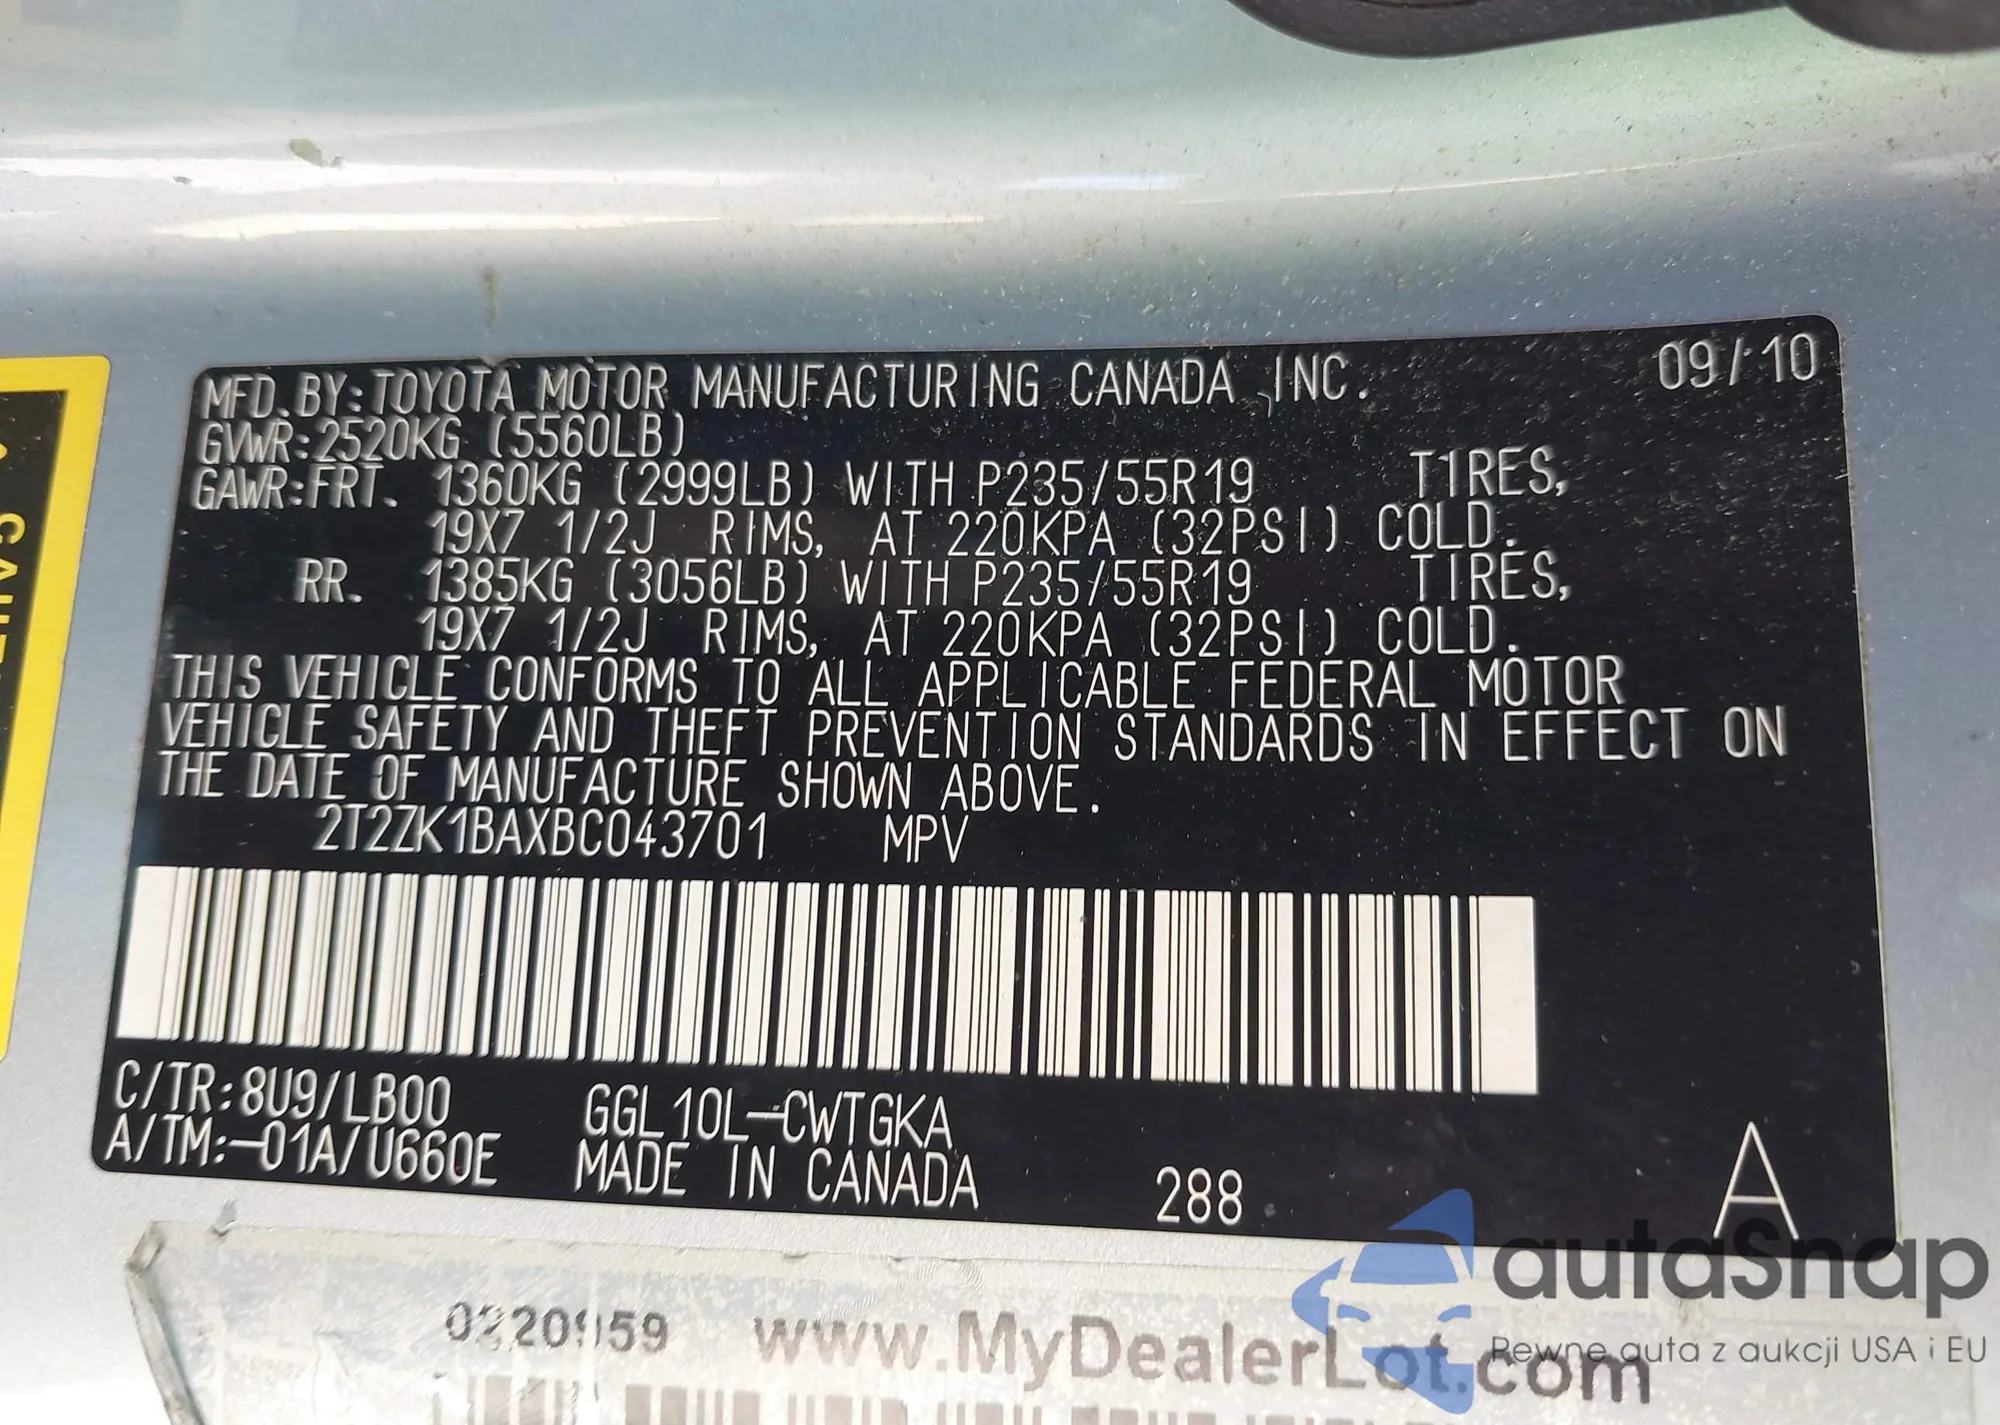 09/10
MFD. BY: TOYOTA MOTOR MANUFACTURING CANADA INC.
GVWR: 2520KG (5560LB)
GAWR: FRT. 1360KG (2999LB) WITH P235/55R19 TIRES,
19X7 1/2J RIMS, AT 220KPA (32PSI) COLD.
RR. 1385KG (3056LB) WITH P235/55R19 TIRES,
19X7 1/2J RIMS, AT 220KPA (32PSI) COLD.
THIS VEHICLE CONFORMS TO ALL APPLICABLE FEDERAL MOTOR
VEHICLE SAFETY AND THEFT PREVENTION STANDARDS IN EFFECT ON
THE DATE OF MANUFACTURE SHOWN ABOVE.
2T2ZK1BAXBC043701 MPV
C/TR: 8U9/LB00 GGL10L-CWTGKA
A/TM: -01A/U660E MADE IN CANADA 288 A
www.MyDealerLot.com
autaSnap
Pewne auta z aukcji USA i EU